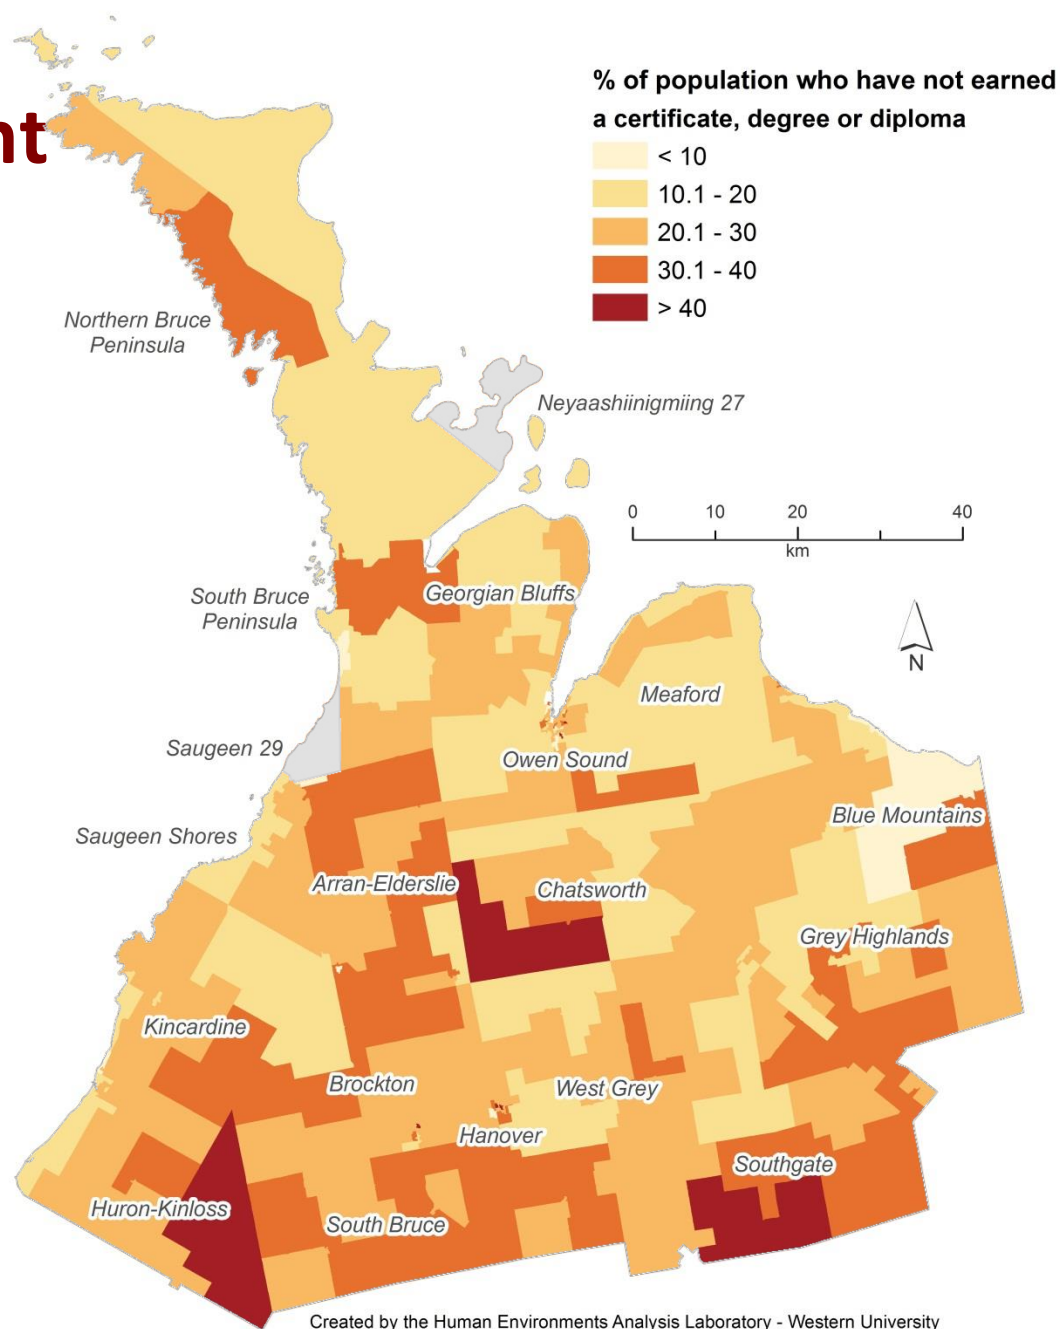 nt
% of population who have not earned
a certificate, degree or diploma
< 10
10.1 - 20
20.1 - 30
30.1 - 40
> 40
Northern Bruce
Peninsula
Neyaashiinigmiing 27
0 10 20 40
km
South Bruce
Peninsula
Georgian Bluffs
N
Meaford
Saugeen 29
Owen Sound
Blue Mountains
Saugeen Shores
Arran-Elderslie
Chatsworth
Grey Highlands
Kincardine
Brockton
West Grey
Hanover
Southgate
Huron-Kinloss
South Bruce
Created by the Human Environments Analysis Laboratory - Western University